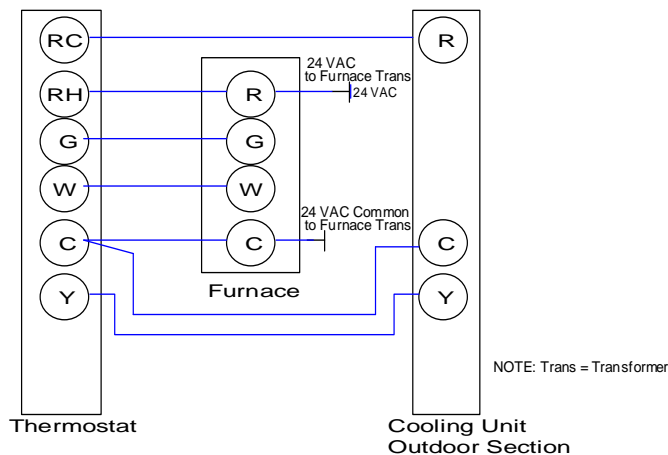 RC
R
24 VAC
to Furnace Trans
RH
R
24 VAC
G
G
W
W
24 VAC Common
to Furnace Trans
C
C
C
Y
Y
Furnace
NOTE: Trans = Transformer
Thermostat
Cooling Unit
Outdoor Section